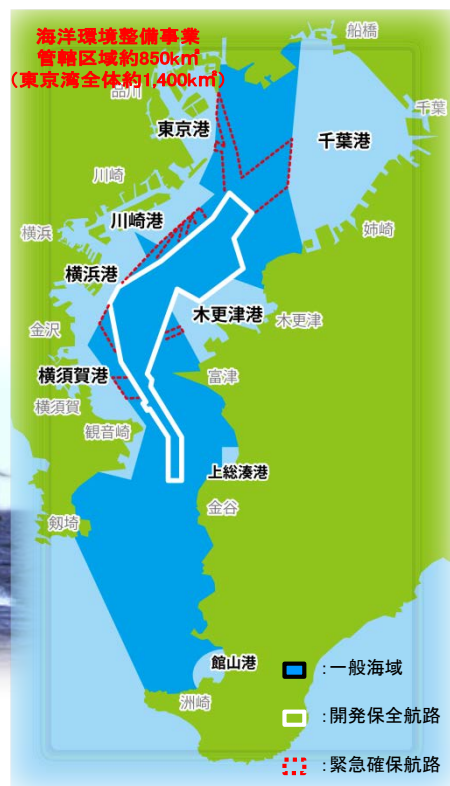 海洋環境整備事業
管轄区域約850k㎡
（東京湾全体約1,400k㎡）
船橋
品川
東京港
千葉
千葉港
川崎
川崎港
姉崎
横浜
横浜港
木更津港
木更津
金沢
横須賀港
富津
横須賀
観音崎
上総湊港
金谷
剱埼
館山港
洲崎
：一般海域
：開発保全航路
：緊急確保航路